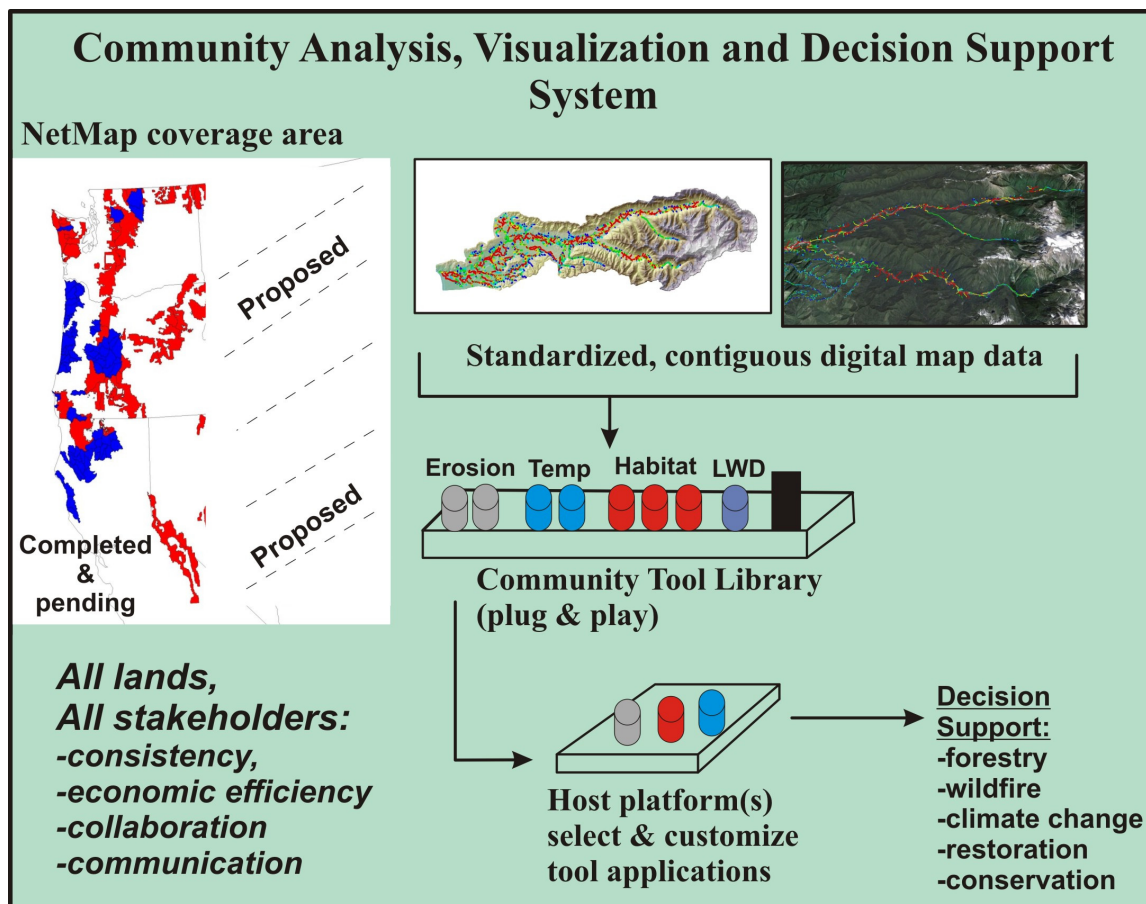 Community Analysis, Visualization and Decision Support
System
NetMap coverage area
Proposed
Proposed
Completed
&
pending
Standardized, contiguous digital map data
Erosion Temp Habitat LWD
Community Tool Library
(plug & play)
All lands,
All stakeholders:
-consistency,
-economic efficiency
-collaboration
-communication
Host platform(s)
select & customize
tool applications
Decision
Support:
-forestry
-wildfire
-climate change
-restoration
-conservation